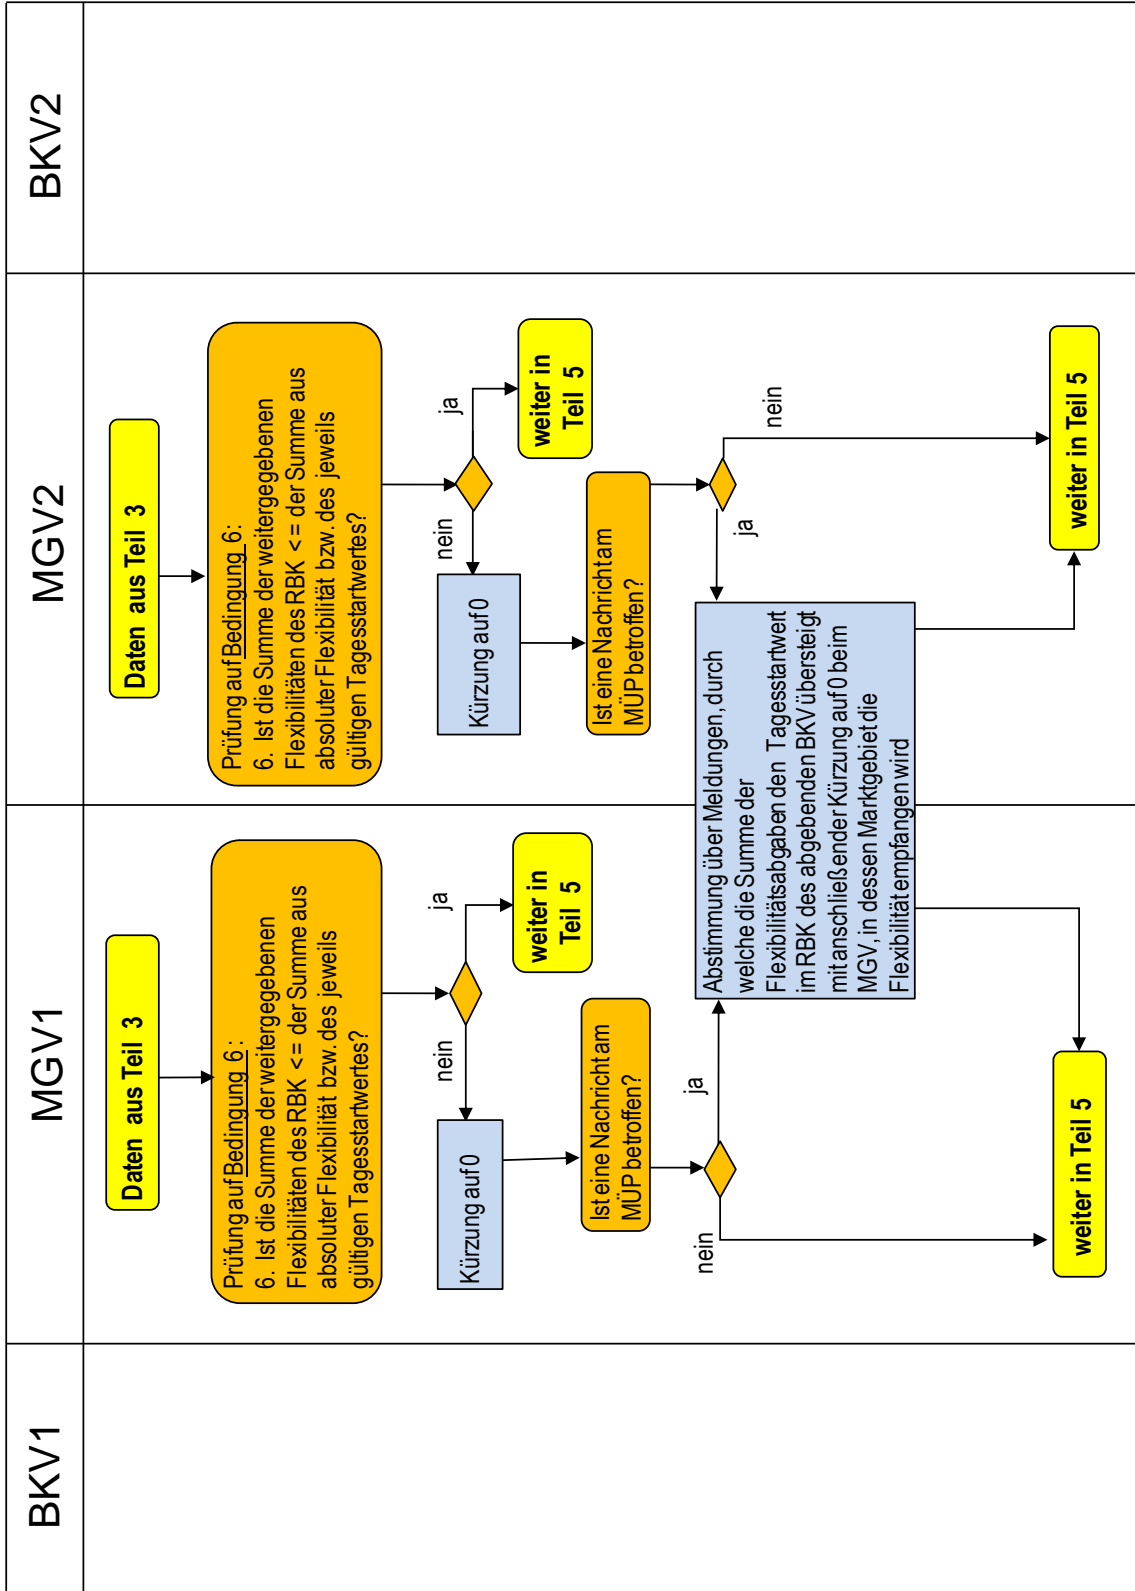 BKV1
MGV1
MGV2
BKV2
Daten aus Teil 3
Prüfung auf Bedingung 6:
6. Ist die Summe der weitergegebenen
Flexibilitäten des RBK <= der Summe aus
absoluter Flexibilität bzw. des jeweils
gültigen Tagesstartwertes?
nein
ja
Kürzung auf 0
weiter in
Teil 5
Ist eine Nachricht am
MÜP betroffen?
nein
ja
weiter in Teil 5
Daten aus Teil 3
Prüfung auf Bedingung 6:
6. Ist die Summe der weitergegebenen
Flexibilitäten des RBK <= der Summe aus
absoluter Flexibilität bzw. des jeweils
gültigen Tagesstartwertes?
nein
ja
Kürzung auf 0
weiter in
Teil 5
Ist eine Nachricht am
MÜP betroffen?
ja
nein
Abstimmung über Meldungen, durch
welche die Summe der
Flexibilitätsabgaben den Tagesstartwert
im RBK des abgebenden BKV übersteigt
mit anschließender Kürzung auf 0 beim
MGV, in dessen Marktgebiet die
Flexibilität empfangen wird
weiter in Teil 5